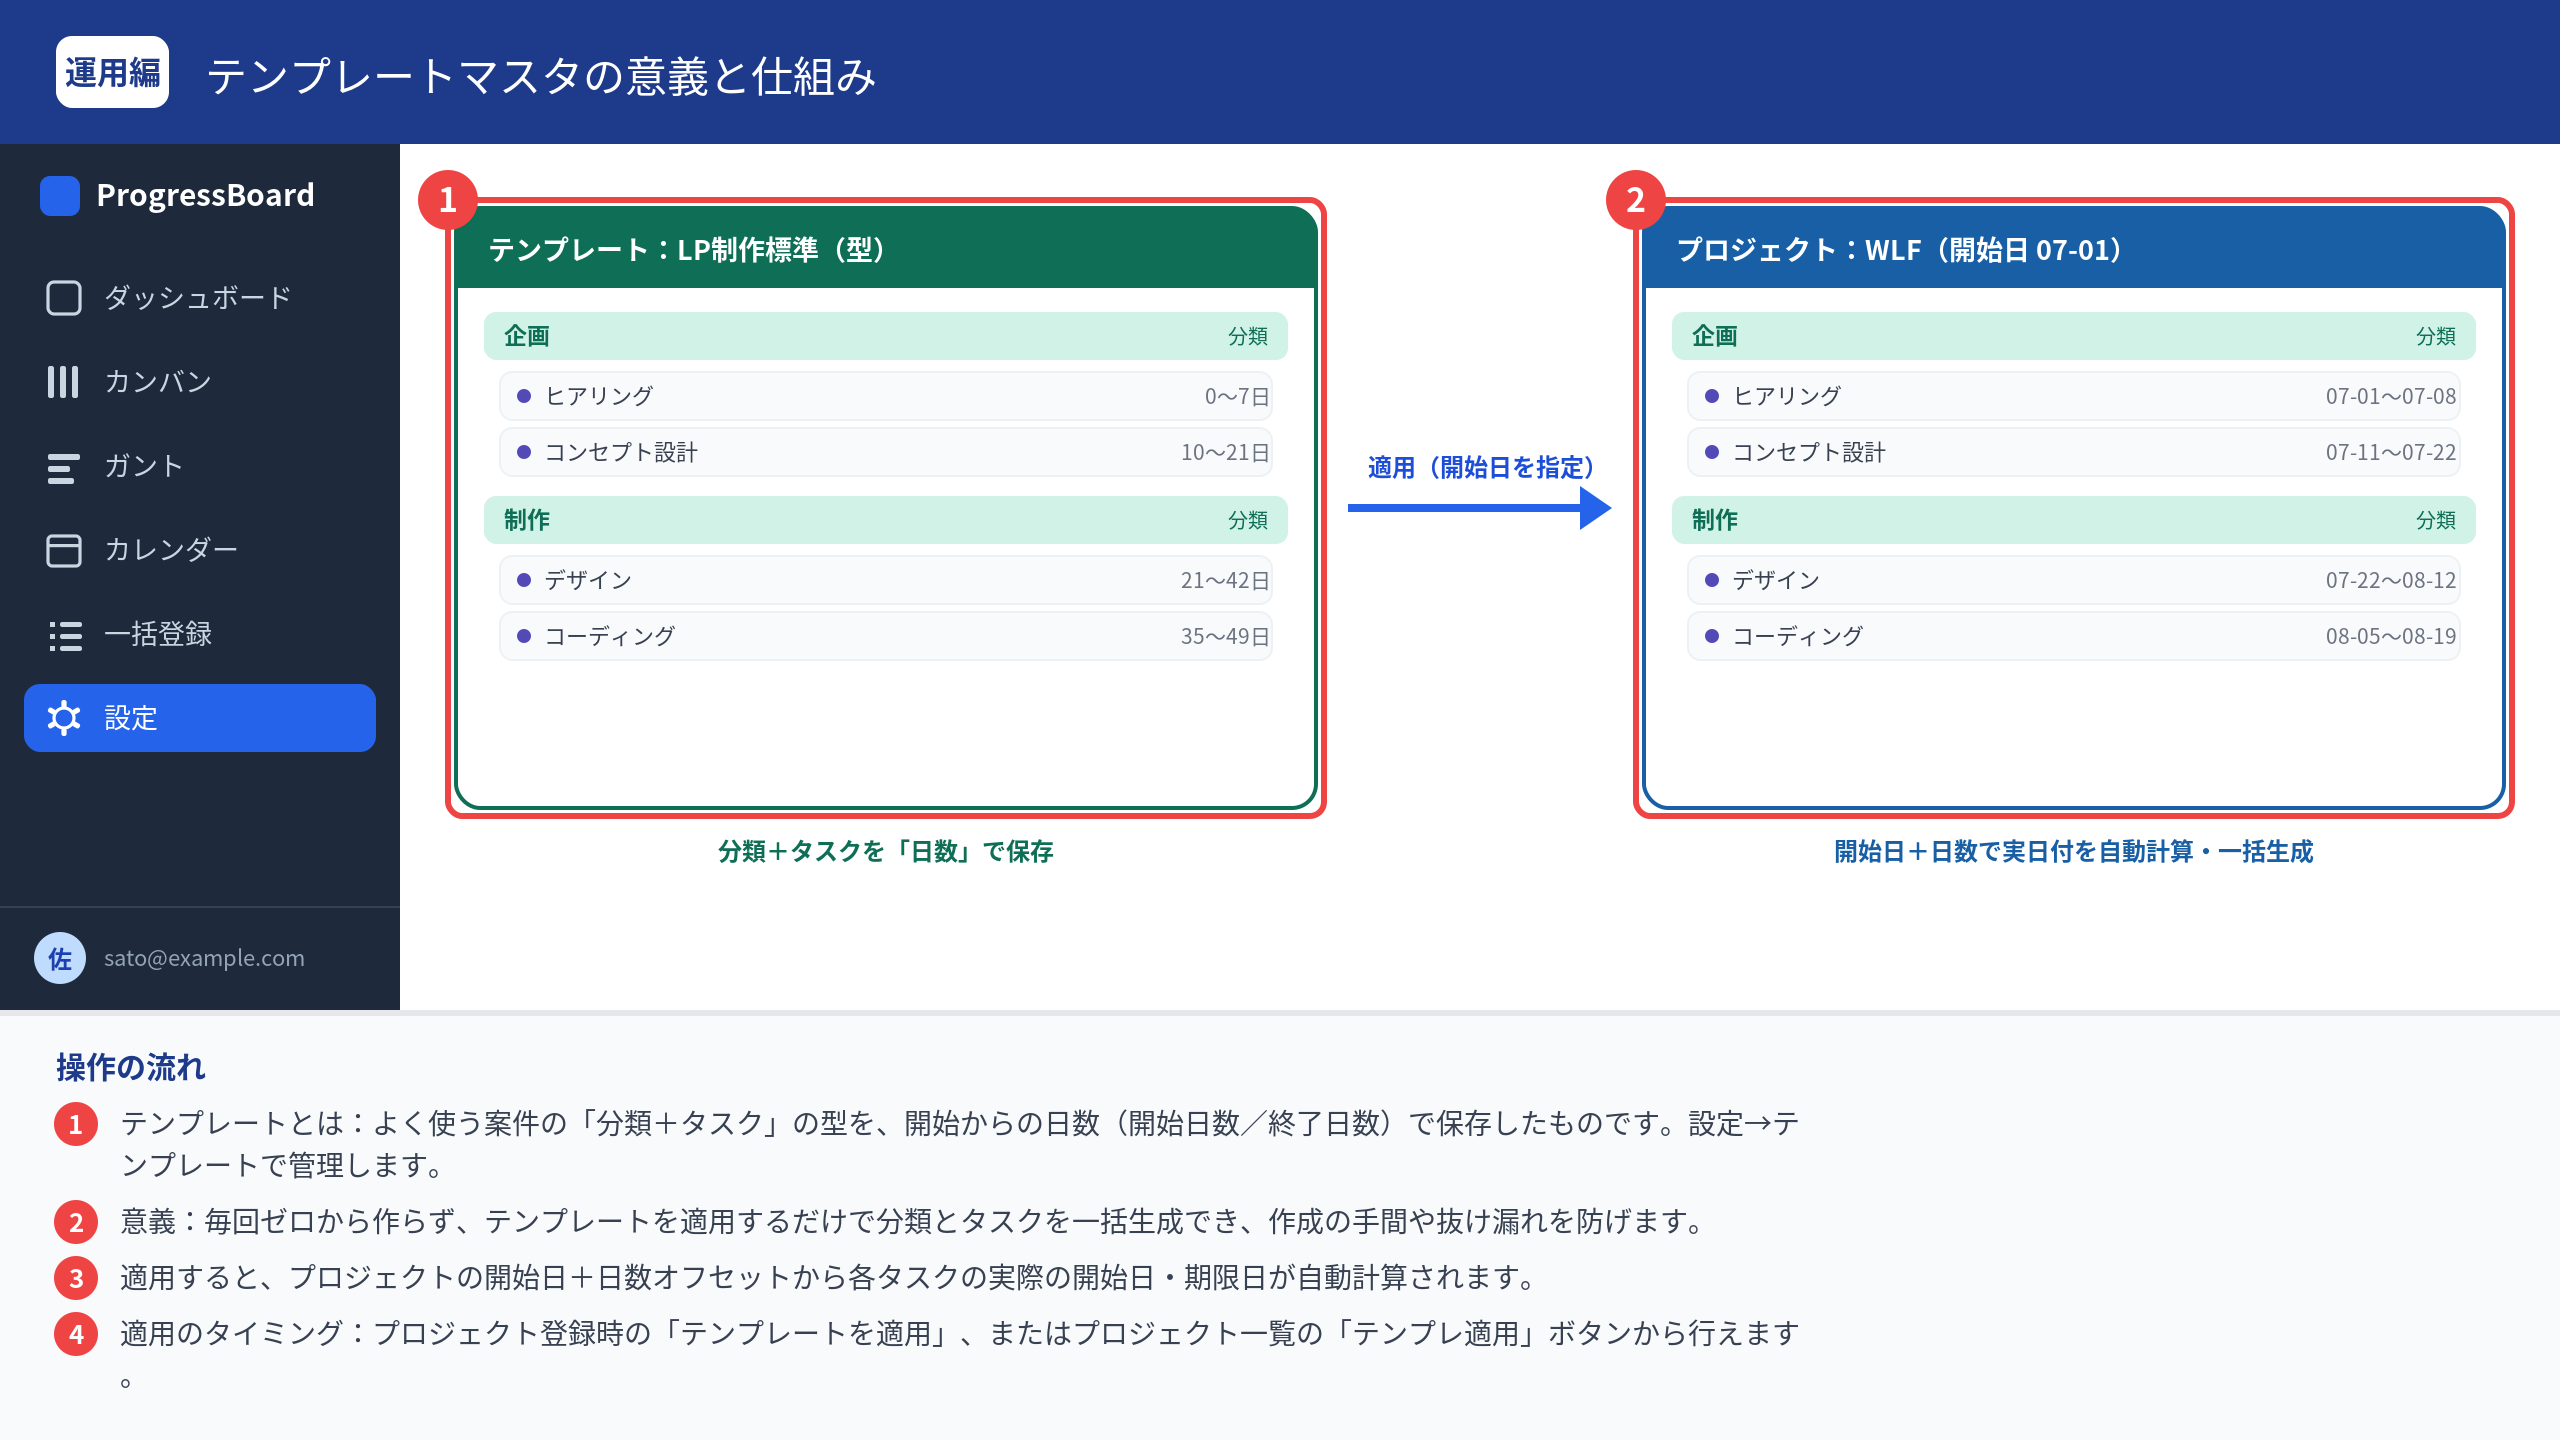 運用編
テンプレートマスタの意義と仕組み
ProgressBoard
ダッシュボード
カンバン
ガント
カレンダー
一括登録
設定
佐
sato@example.com
1
テンプレート：LP制作標準（型）
企画 分類
ヒアリング 0〜7日
コンセプト設計 10〜21日
制作 分類
デザイン 21〜42日
コーディング 35〜49日
分類＋タスクを「日数」で保存
適用（開始日を指定）
2
プロジェクト：WLF（開始日 07-01）
企画 分類
ヒアリング 07-01〜07-08
コンセプト設計 07-11〜07-22
制作 分類
デザイン 07-22〜08-12
コーディング 08-05〜08-19
開始日＋日数で実日付を自動計算・一括生成
操作の流れ
1 テンプレートとは：よく使う案件の「分類＋タスク」の型を、開始からの日数（開始日数／終了日数）で保存したものです。設定→テ
ンプレートで管理します。
2 意義：毎回ゼロから作らず、テンプレートを適用するだけで分類とタスクを一括生成でき、作成の手間や抜け漏れを防げます。
3 適用すると、プロジェクトの開始日＋日数オフセットから各タスクの実際の開始日・期限日が自動計算されます。
4 適用のタイミング：プロジェクト登録時の「テンプレートを適用」、またはプロジェクト一覧の「テンプレ適用」ボタンから行えます
。